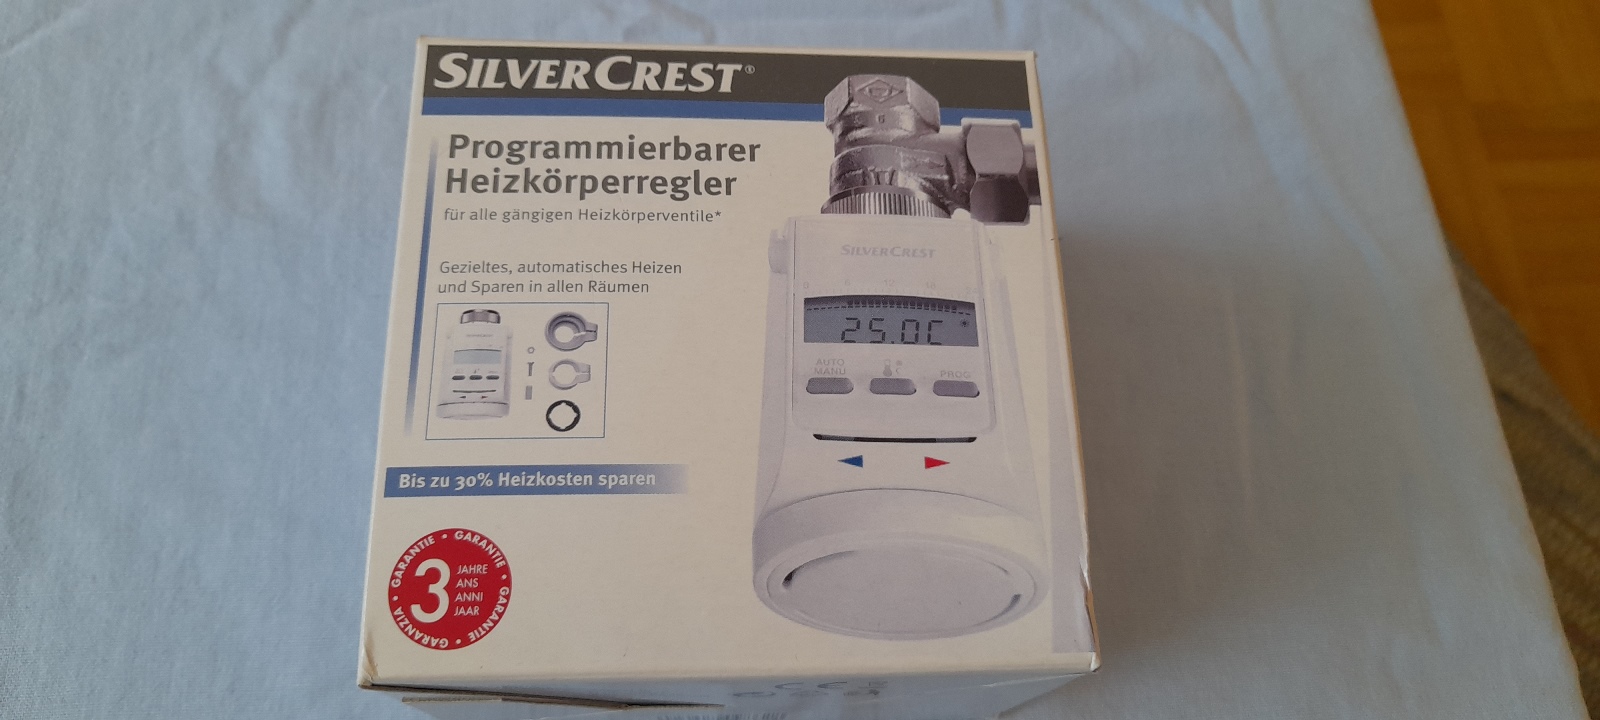 SILVERCREST®
Programmierbarer
Heizkörperregler
für alle gängigen Heizkörperventile*
Gezieltes, automatisches Heizen
und Sparen in allen Räumen
SILVERCREST
25.0C
AUTO
MANU
PROG
Bis zu 30% Heizkosten sparen
GARANTIE • GARANTIE • GARANTIE • GARANZIA •
3
JAHRE
ANS
ANNI
JAAR